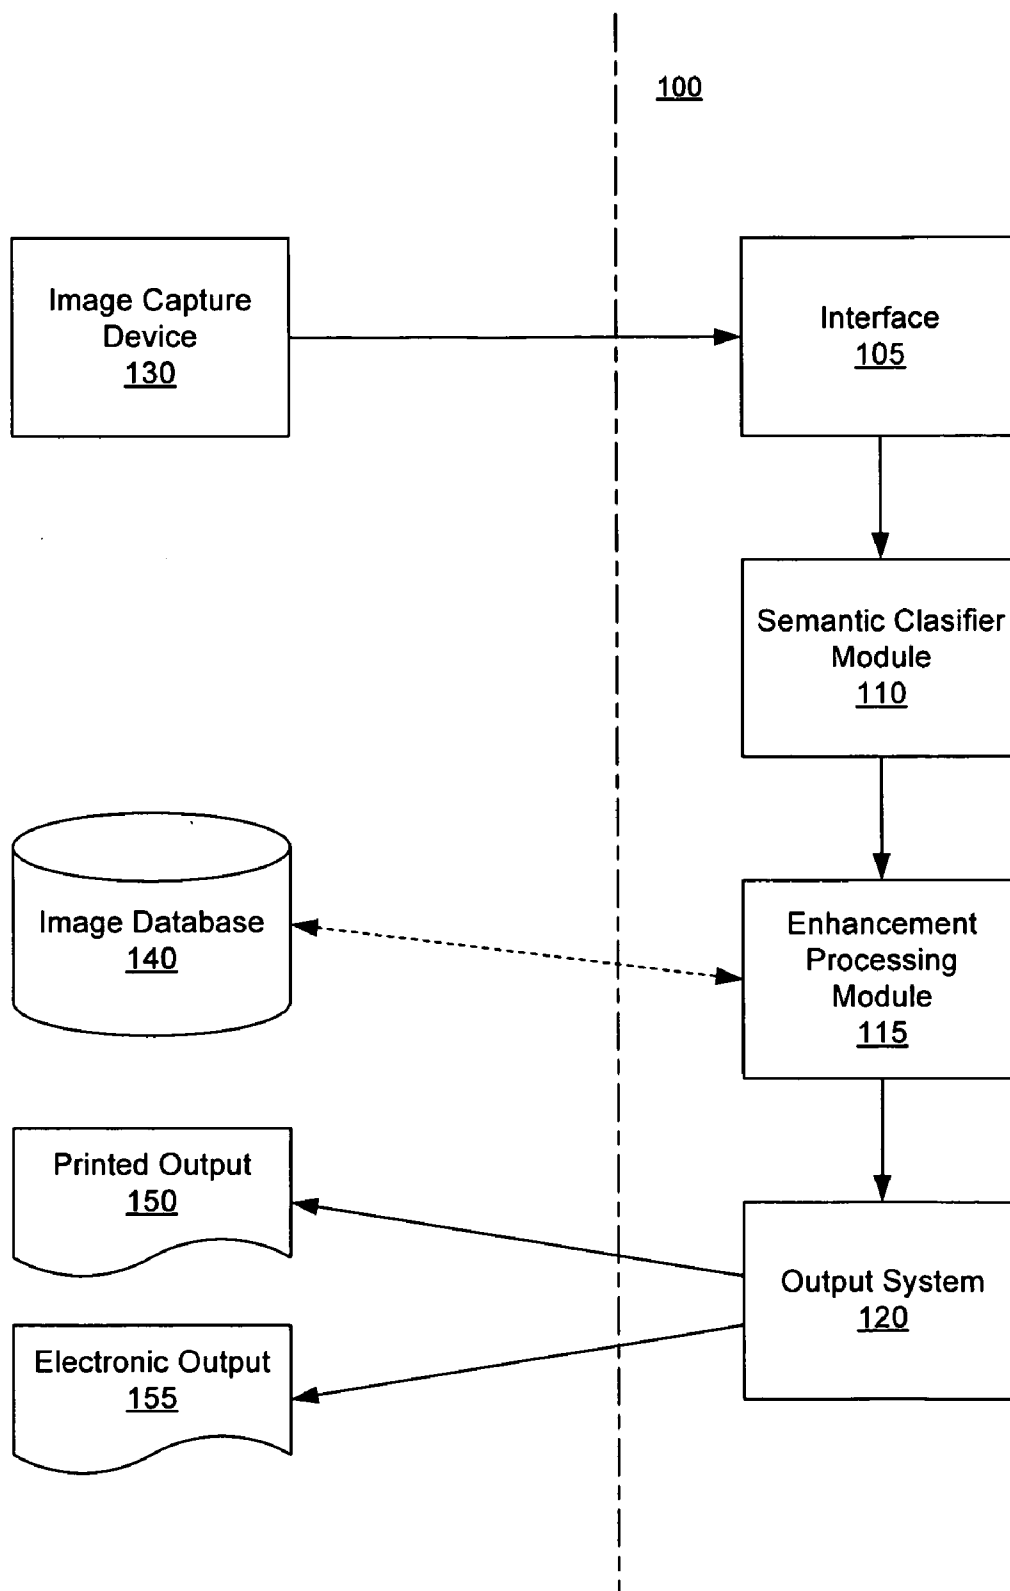 100
Image Capture
Device
130
Interface
105
Semantic Clasifier
Module
110
Image Database
140
Enhancement
Processing
Module
115
Printed Output
150
Output System
120
Electronic Output
155